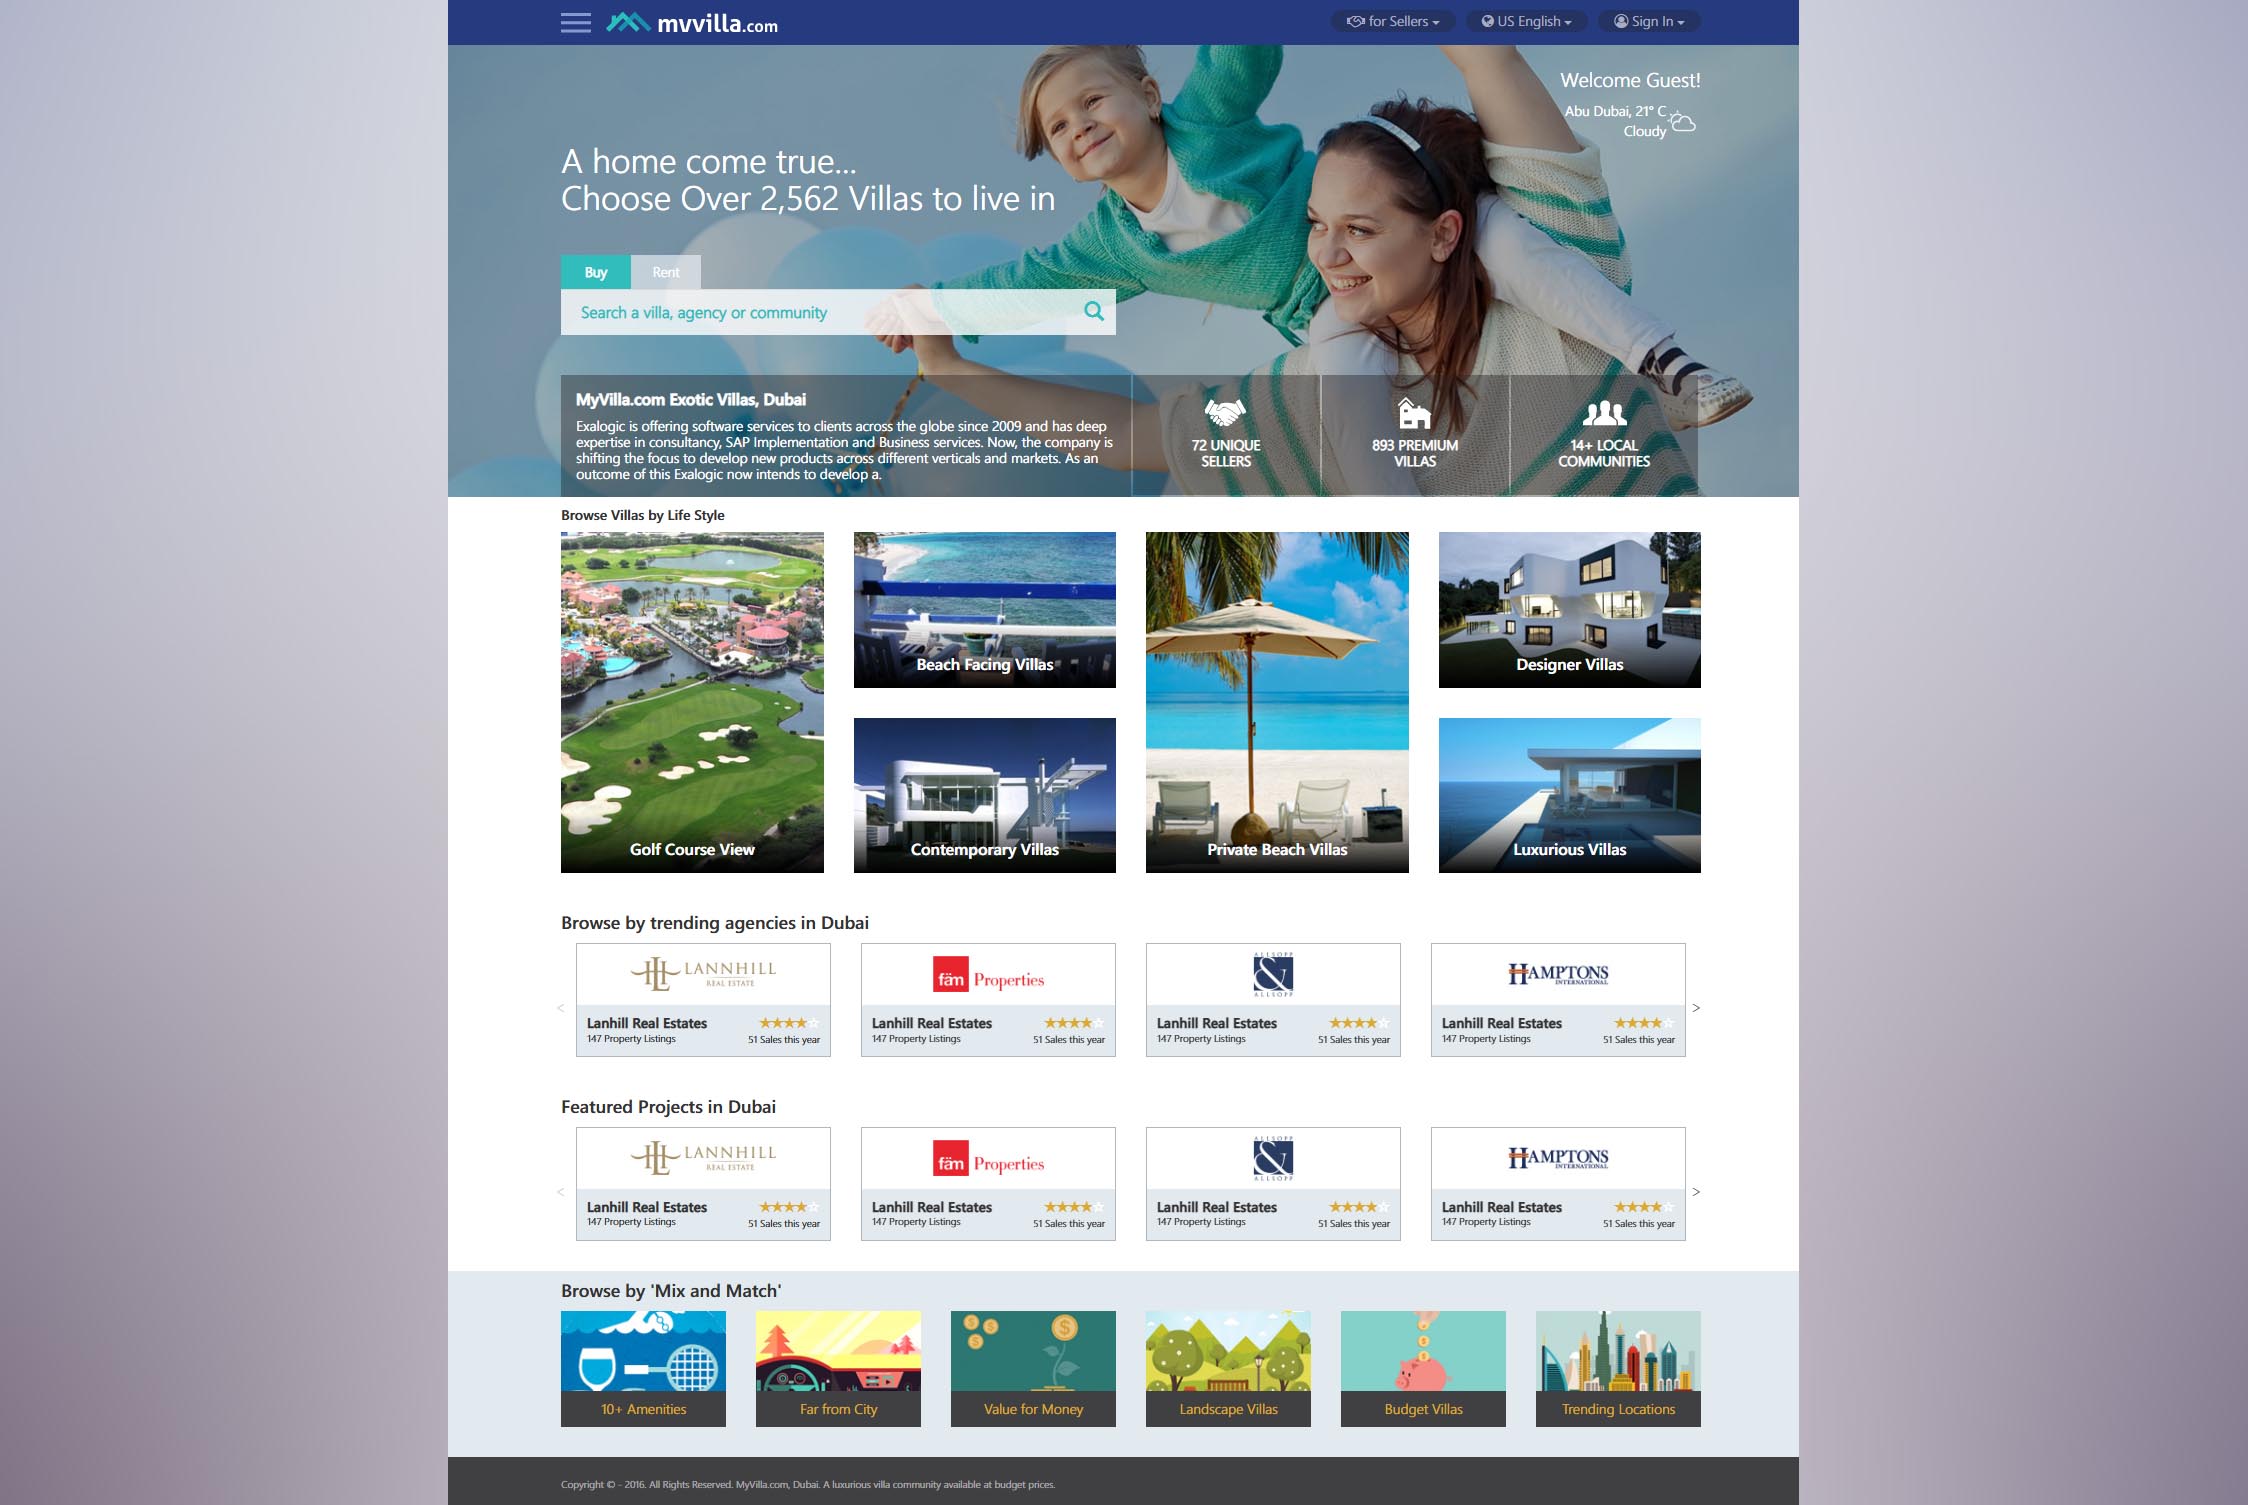 mvvilla.com
for Sellers
US English
Sign In
Welcome Guest!
Abu Dubai, 21° C
Cloudy
A home come true...
Choose Over 2,562 Villas to live in
Buy
Rent
Search a villa, agency or community
MyVilla.com Exotic Villas, Dubai
Exalogic is offering software services to clients across the globe since 2009 and has deep
expertise in consultancy, SAP Implementation and Business services. Now, the company is
shifting the focus to develop new products across different verticals and markets. As an
outcome of this Exalogic now intends to develop a.
72 UNIQUE
SELLERS
893 PREMIUM
VILLAS
14+ LOCAL
COMMUNITIES
Browse Villas by Life Style
Beach Facing Villas
Designer Villas
Golf Course View
Contemporary Villas
Private Beach Villas
Luxurious Villas
Browse by trending agencies in Dubai
<
LANNHILL
REAL ESTATE
Lanhill Real Estates
147 Property Listings
51 Sales this year
fäm Properties
Lanhill Real Estates
147 Property Listings
51 Sales this year
ALLSOPP
&
ALLSOPP
Lanhill Real Estates
147 Property Listings
51 Sales this year
HAMPTONS
INTERNATIONAL
Lanhill Real Estates
147 Property Listings
51 Sales this year
>
Featured Projects in Dubai
<
LANNHILL
REAL ESTATE
Lanhill Real Estates
147 Property Listings
51 Sales this year
fäm Properties
Lanhill Real Estates
147 Property Listings
51 Sales this year
ALLSOPP
&
ALLSOPP
Lanhill Real Estates
147 Property Listings
51 Sales this year
HAMPTONS
INTERNATIONAL
Lanhill Real Estates
147 Property Listings
51 Sales this year
>
Browse by 'Mix and Match'
10+ Amenities
Far from City
Value for Money
Landscape Villas
Budget Villas
Trending Locations
Copyright © - 2016. All Rights Reserved. MyVilla.com, Dubai. A luxurious villa community available at budget prices.